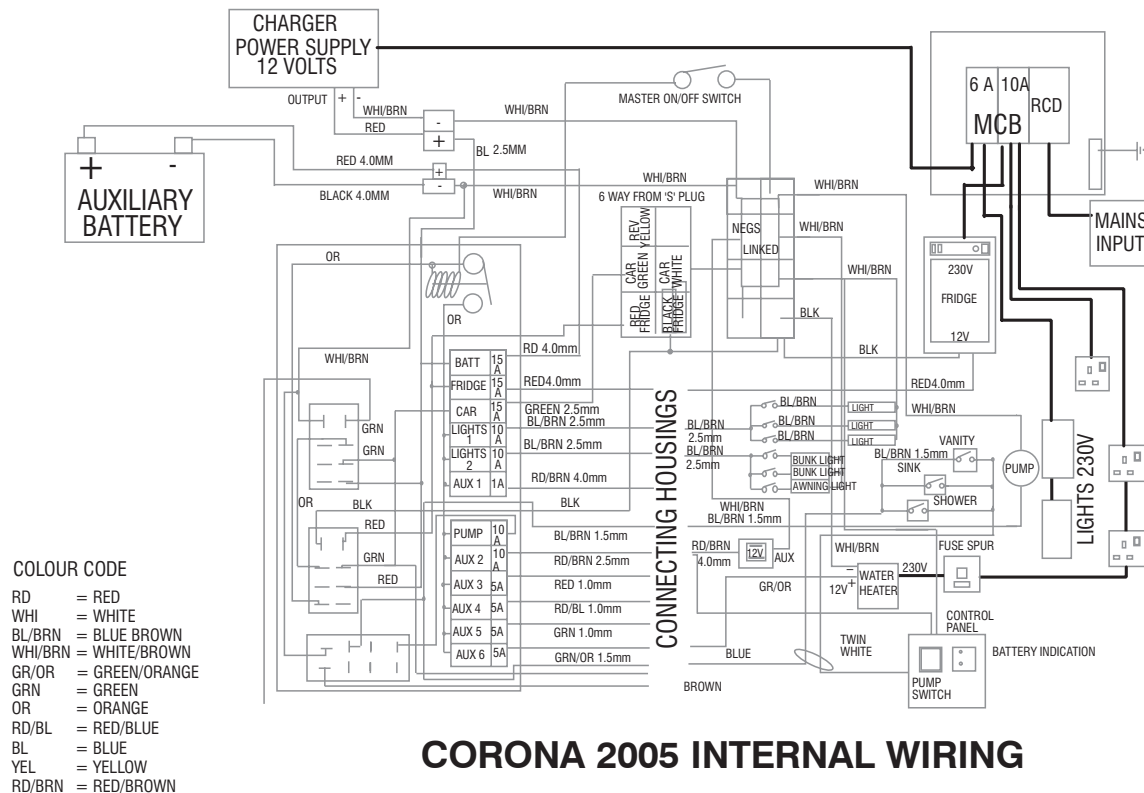 CHARGER
POWER SUPPLY
12 VOLTS
OUTPUT
+ -
WHI/BRN
RED
-
+
WHI/BRN
BL 2.5MM
MASTER ON/OFF SWITCH
6 A 10A
RCD
MCB
MAINS
INPUT
+ -
AUXILIARY
BATTERY
RED 4.0MM
+
-
BLACK 4.0MM
WHI/BRN
WHI/BRN
6 WAY FROM 'S' PLUG
REV
YELLOW
CAR
GREEN
CAR
WHITE
RED
FRIDGE
BLACK
FRIDGE
NEGS
LINKED
WHI/BRN
WHI/BRN
WHI/BRN
BLK
BLK
230V
FRIDGE
12V
OR
OR
WHI/BRN
RD 4.0mm
BATT 15 A
FRIDGE 15 A
CAR 15 A
LIGHTS 1 10 A
LIGHTS 2 10 A
AUX 1 1A
RED4.0mm
RED4.0mm
GREEN 2.5mm
BL/BRN 2.5mm
BL/BRN 2.5mm
RD/BRN 4.0mm
BLK
BLK
GRN
GRN
OR
RED
GRN
RED
PUMP 10 A
AUX 2 10 A
AUX 3 5A
AUX 4 5A
AUX 5 5A
AUX 6 5A
BL/BRN 1.5mm
RD/BRN 2.5mm
RED 1.0mm
RD/BL 1.0mm
GRN 1.0mm
GRN/OR 1.5mm
CONNECTING HOUSINGS
BL/BRN
2.5mm
BL/BRN
2.5mm
BL/BRN
BL/BRN
BL/BRN
LIGHT
LIGHT
LIGHT
BUNK LIGHT
BUNK LIGHT
AWNING LIGHT
WHI/BRN
BL/BRN 1.5mm
VANITY
SINK
SHOWER
PUMP
LIGHTS 230V
WHI/BRN
BL/BRN 1.5mm
RD/BRN
4.0mm
12V
AUX
WHI/BRN
230V
FUSE SPUR
GR/OR
–
12V+
WATER
HEATER
BLUE
TWIN
WHITE
BROWN
CONTROL
PANEL
BATTERY INDICATION
PUMP
SWITCH
COLOUR CODE
RD = RED
WHI = WHITE
BL/BRN = BLUE BROWN
WHI/BRN = WHITE/BROWN
GR/OR = GREEN/ORANGE
GRN = GREEN
OR = ORANGE
RD/BL = RED/BLUE
BL = BLUE
YEL = YELLOW
RD/BRN = RED/BROWN
CORONA 2005 INTERNAL WIRING